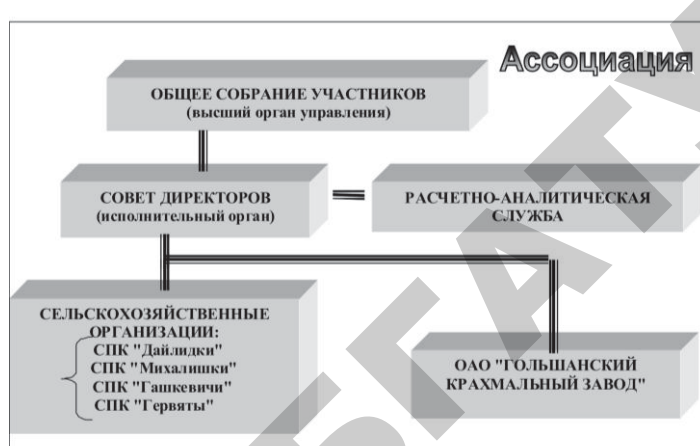 Ассоциация
ОБЩЕЕ СОБРАНИЕ УЧАСТНИКОВ
(высший орган управления)
СОВЕТ ДИРЕКТОРОВ
(исполнительный орган)
РАСЧЕТНО-АНАЛИТИЧЕСКАЯ
СЛУЖБА
СЕЛЬСКОХОЗЯЙСТВЕННЫЕ
ОРГАНИЗАЦИИ:
СПК "Дайлидки"
СПК "Михалишки"
СПК "Гашкевичи"
СПК "Гервяты"
ОАО "ГОЛЬШАНСКИЙ
КРАХМАЛЬНЫЙ ЗАВОД"
БГАТУ